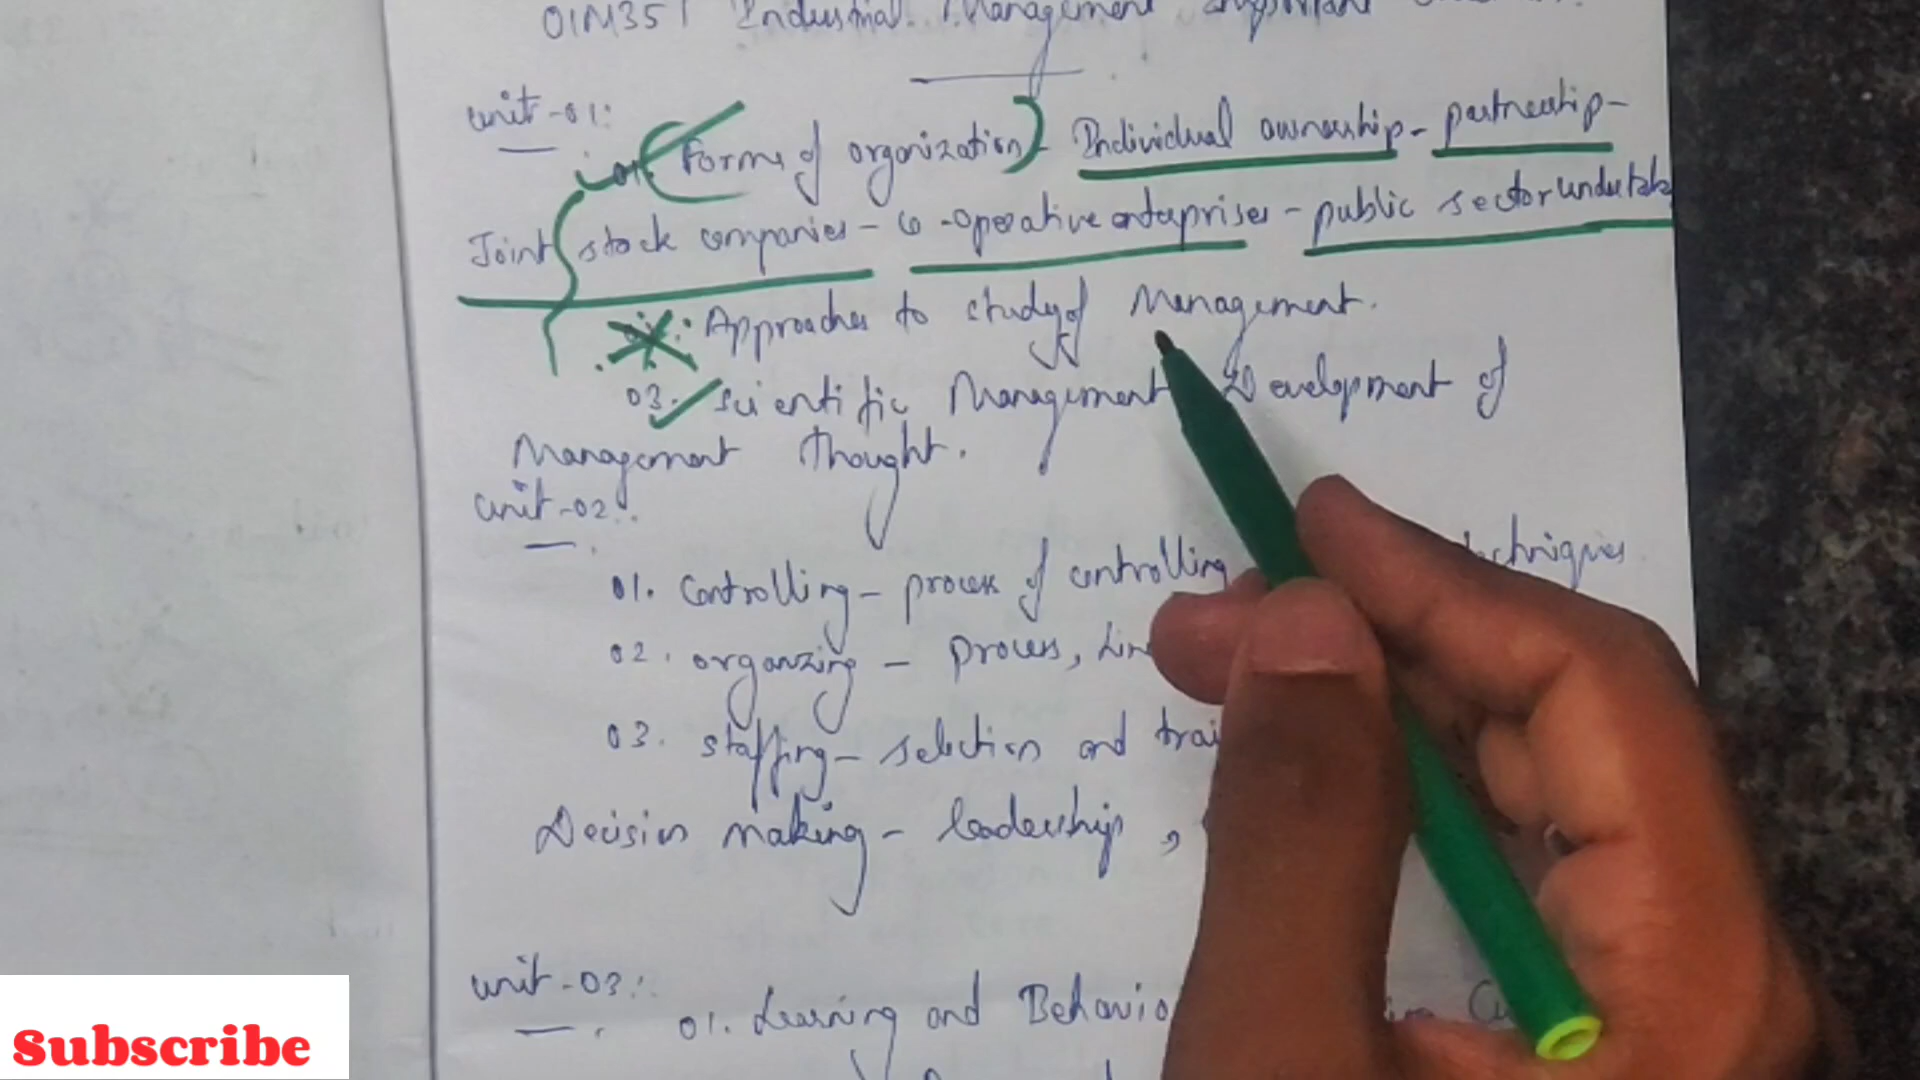 OIM351 Industrial Management
unit-01:
01. Forms of organization - Individual ownership - partnership -
Joint stock companies - Co-operative enterprises - public sector undertak
Approaches to study of Management.
03. Scientific Management Development of
Management thought.
unit-02:
01. Controlling - process of controlling techniques
02. organizing - process, Lin
03. staffing - selection and trai
Decision making - leadership,
unit-03:
01. Learning and Behavio
Subscribe